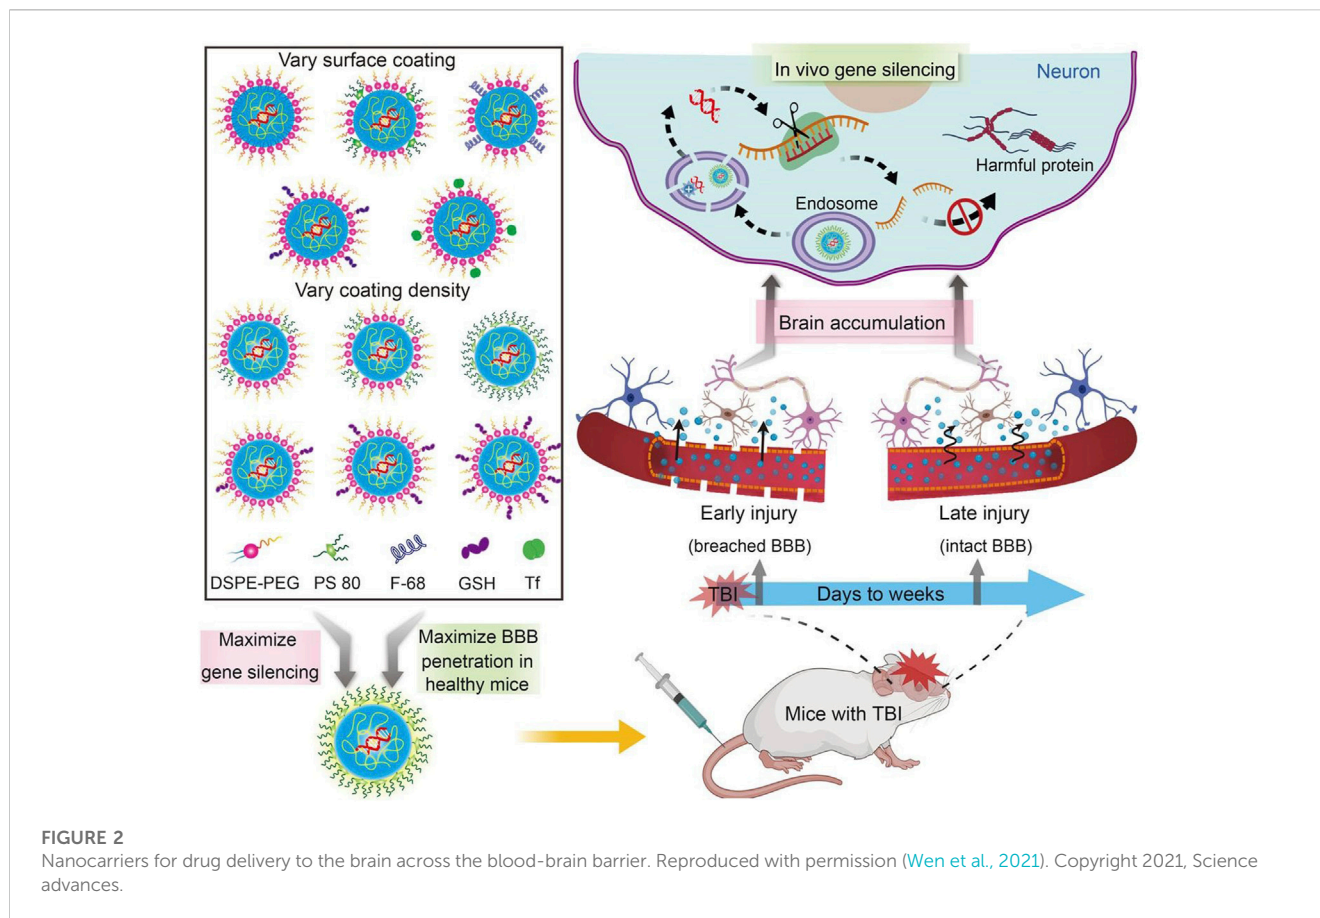 Vary surface coating
Vary coating density
DSPE-PEG
PS 80
F-68
GSH
Tf
Maximize
gene silencing
Maximize BBB
penetration in
healthy mice
In vivo gene silencing
Neuron
Harmful protein
Endosome
Brain accumulation
Early injury
(breached BBB)
Late injury
(intact BBB)
TBI
Days to weeks
Mice with TBI
FIGURE 2
Nanocarriers for drug delivery to the brain across the blood-brain barrier. Reproduced with permission (Wen et al., 2021). Copyright 2021, Science
advances.